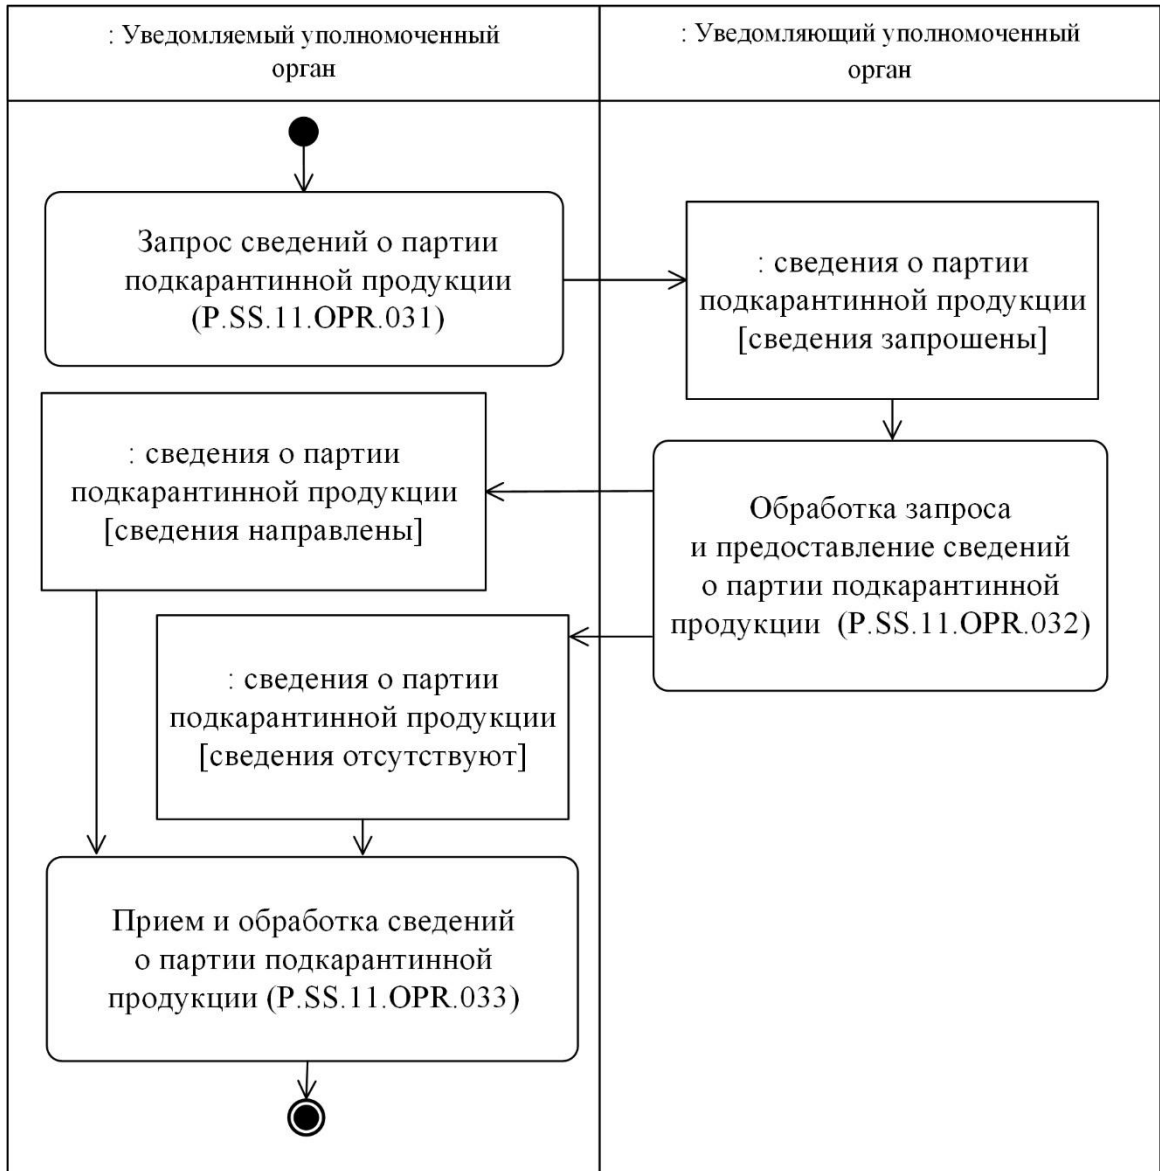 : Уведомляемый уполномоченный
орган
: Уведомляющий уполномоченный
орган
Запрос сведений о партии
подкарантинной продукции
(P.SS.11.OPR.031)
: сведения о партии
подкарантинной продукции
[сведения запрошены]
: сведения о партии
подкарантинной продукции
[сведения направлены]
Обработка запроса
и предоставление сведений
о партии подкарантинной
продукции (P.SS.11.OPR.032)
: сведения о партии
подкарантинной продукции
[сведения отсутствуют]
Прием и обработка сведений
о партии подкарантинной
продукции (P.SS.11.OPR.033)